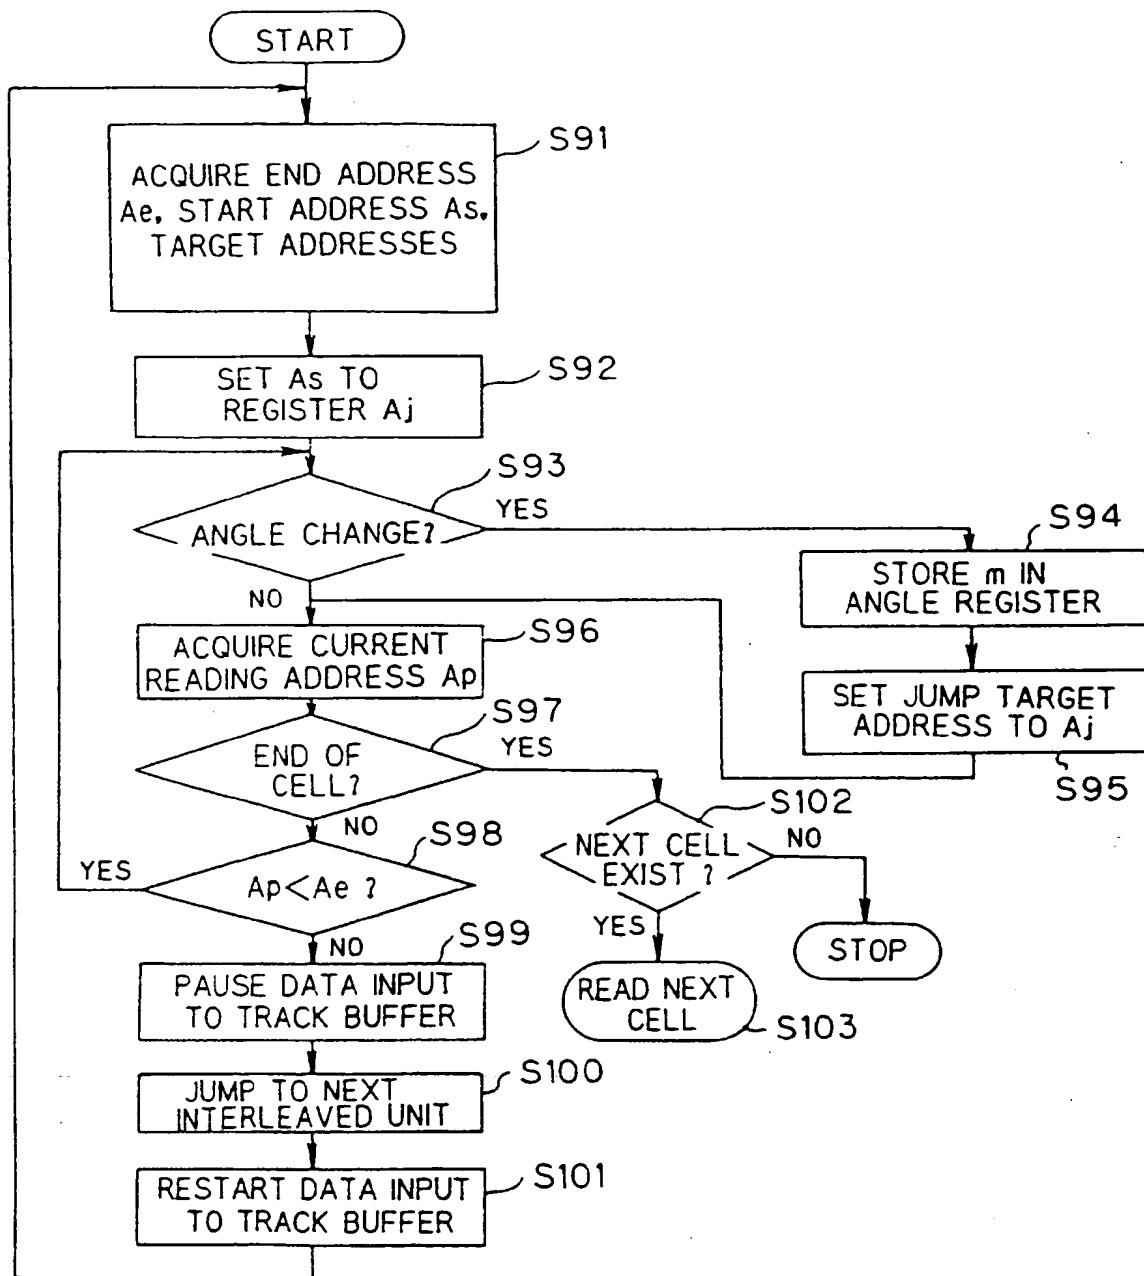 START
S91
ACQUIRE END ADDRESS
Ae, START ADDRESS As,
TARGET ADDRESSES
S92
SET As TO
REGISTER Aj
S93
ANGLE CHANGE?
YES
NO
S94
STORE m IN
ANGLE REGISTER
SET JUMP TARGET
ADDRESS TO Aj
S95
S96
ACQUIRE CURRENT
READING ADDRESS Ap
S97
END OF
CELL?
YES
NO
S102
NEXT CELL
EXIST ?
NO
YES
STOP
READ NEXT
CELL
S103
S98
Ap<Ae ?
YES
NO
S99
PAUSE DATA INPUT
TO TRACK BUFFER
S100
JUMP TO NEXT
INTERLEAVED UNIT
S101
RESTART DATA INPUT
TO TRACK BUFFER